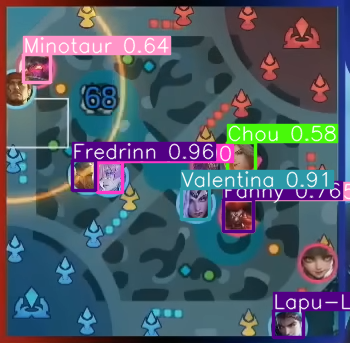 Minotaur 0.64
68
Chou 0.58
Fredrinn 0.96
Valentina 0.91
Fanny 0.76
Lapu-L